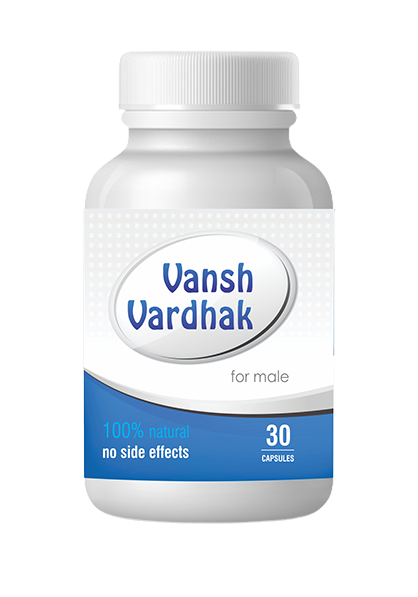 Vansh
Vardhak
for male
100% natural
no side effects
30
CAPSULES